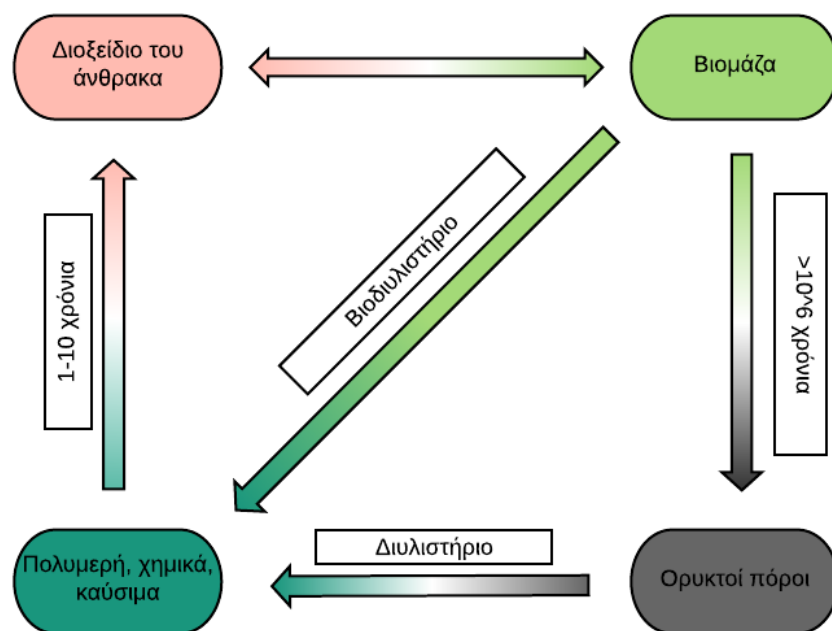 Διοξείδιο του
άνθρακα
Βιομάζα
Βιοδιυλιστήριο
1-10 χρόνια
>10^6 χρόνια
Διυλιστήριο
Πολυμερή, χημικά,
καύσιμα
Ορυκτοί πόροι